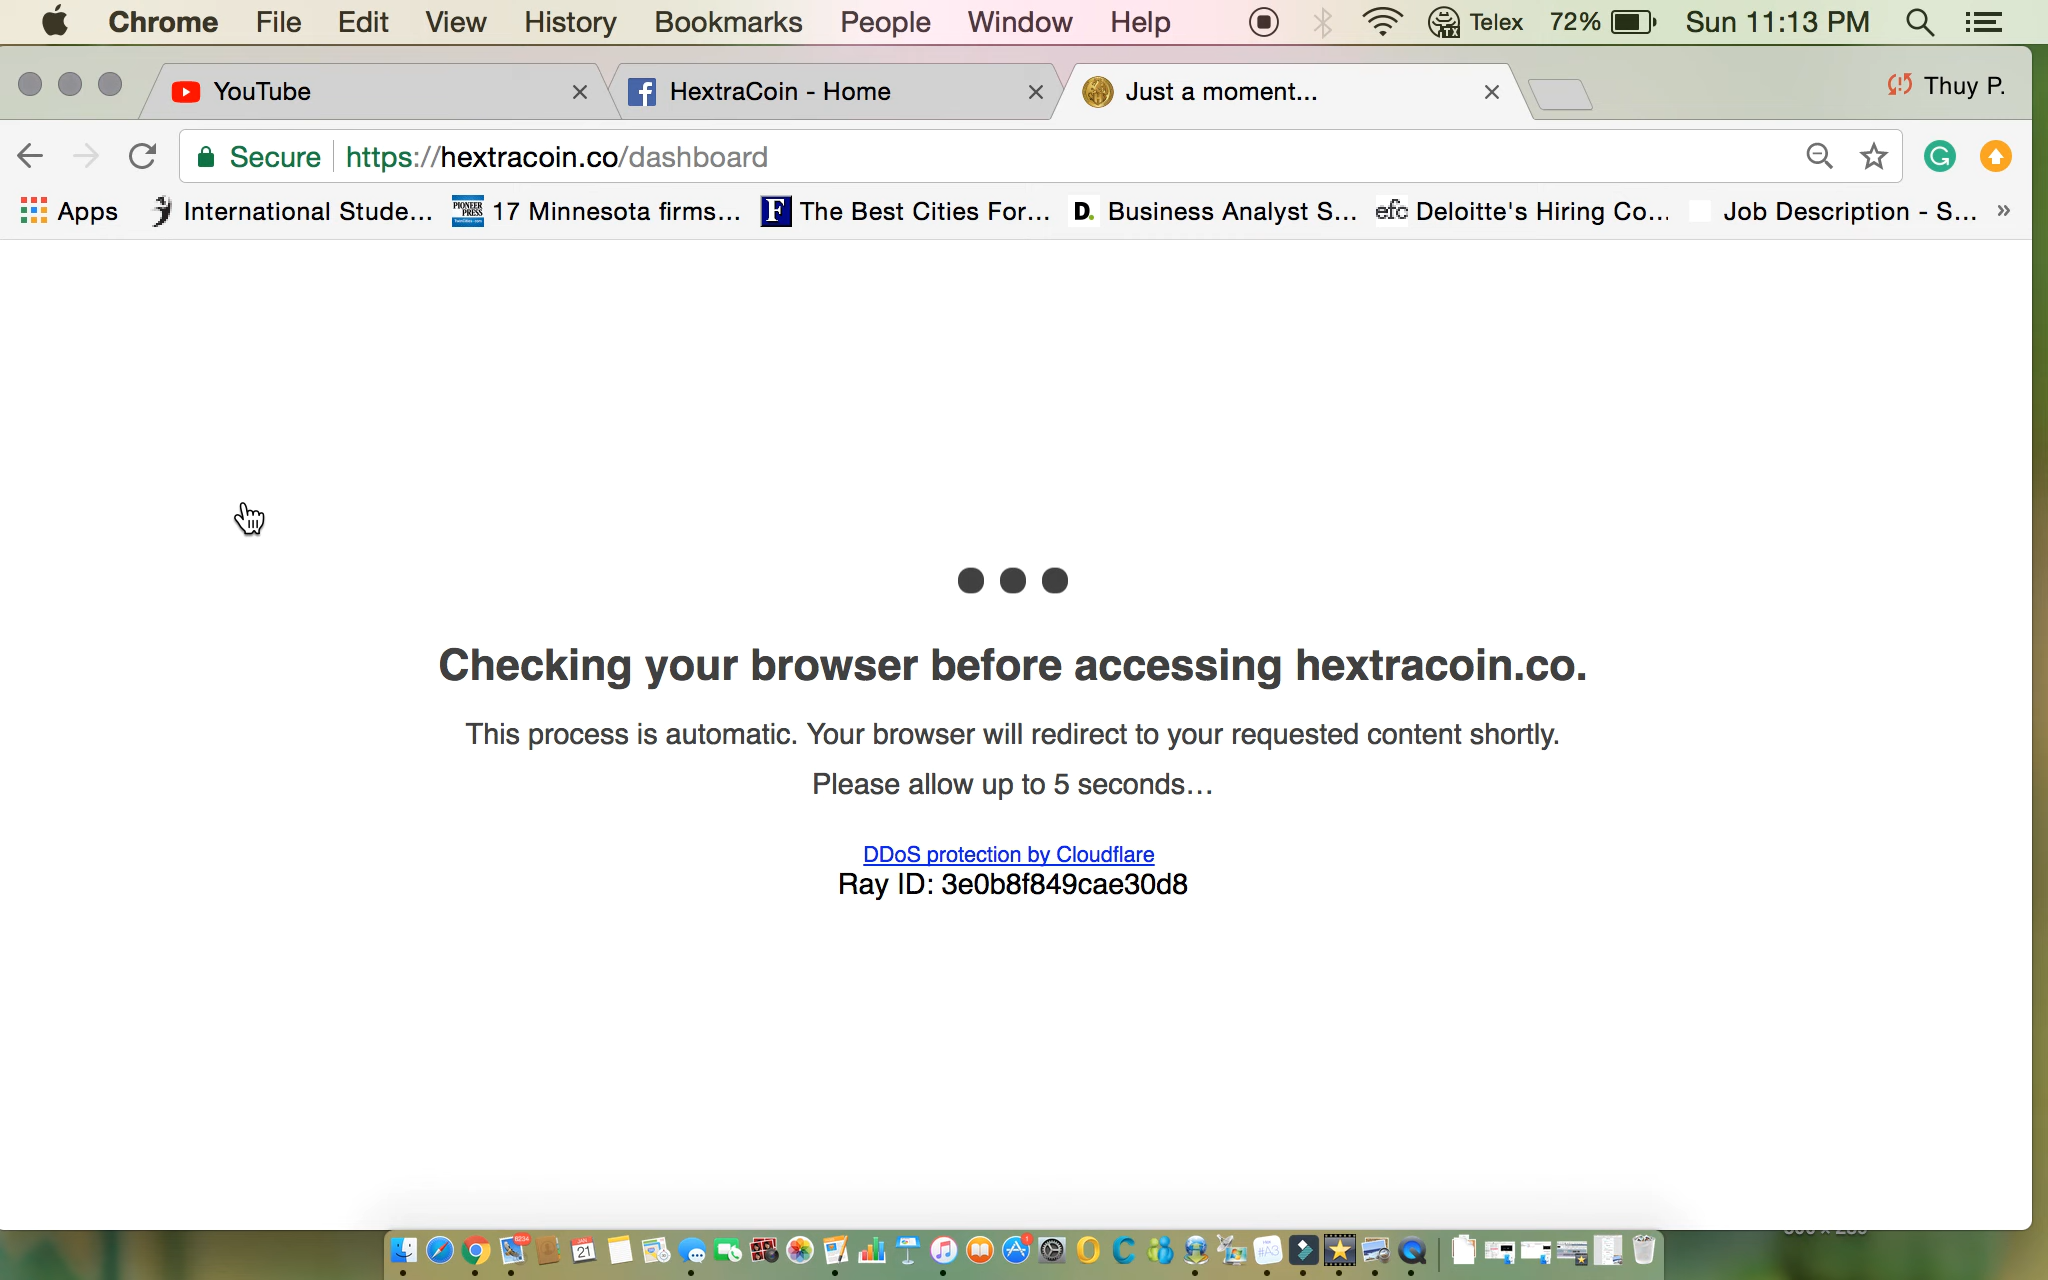 Chrome File Edit View History Bookmarks People Window Help Telex 72% Sun 11:13 PM
YouTube HextraCoin - Home Just a moment... Thuy P.
Secure https://hextracoin.co/dashboard
Apps International Stude... PIONEER PRESS 17 Minnesota firms... F The Best Cities For... D. Business Analyst S... efc Deloitte's Hiring Co... Job Description - S... »
Checking your browser before accessing hextracoin.co.
This process is automatic. Your browser will redirect to your requested content shortly.
Please allow up to 5 seconds...
DDoS protection by Cloudflare
Ray ID: 3e0b8f849cae30d8